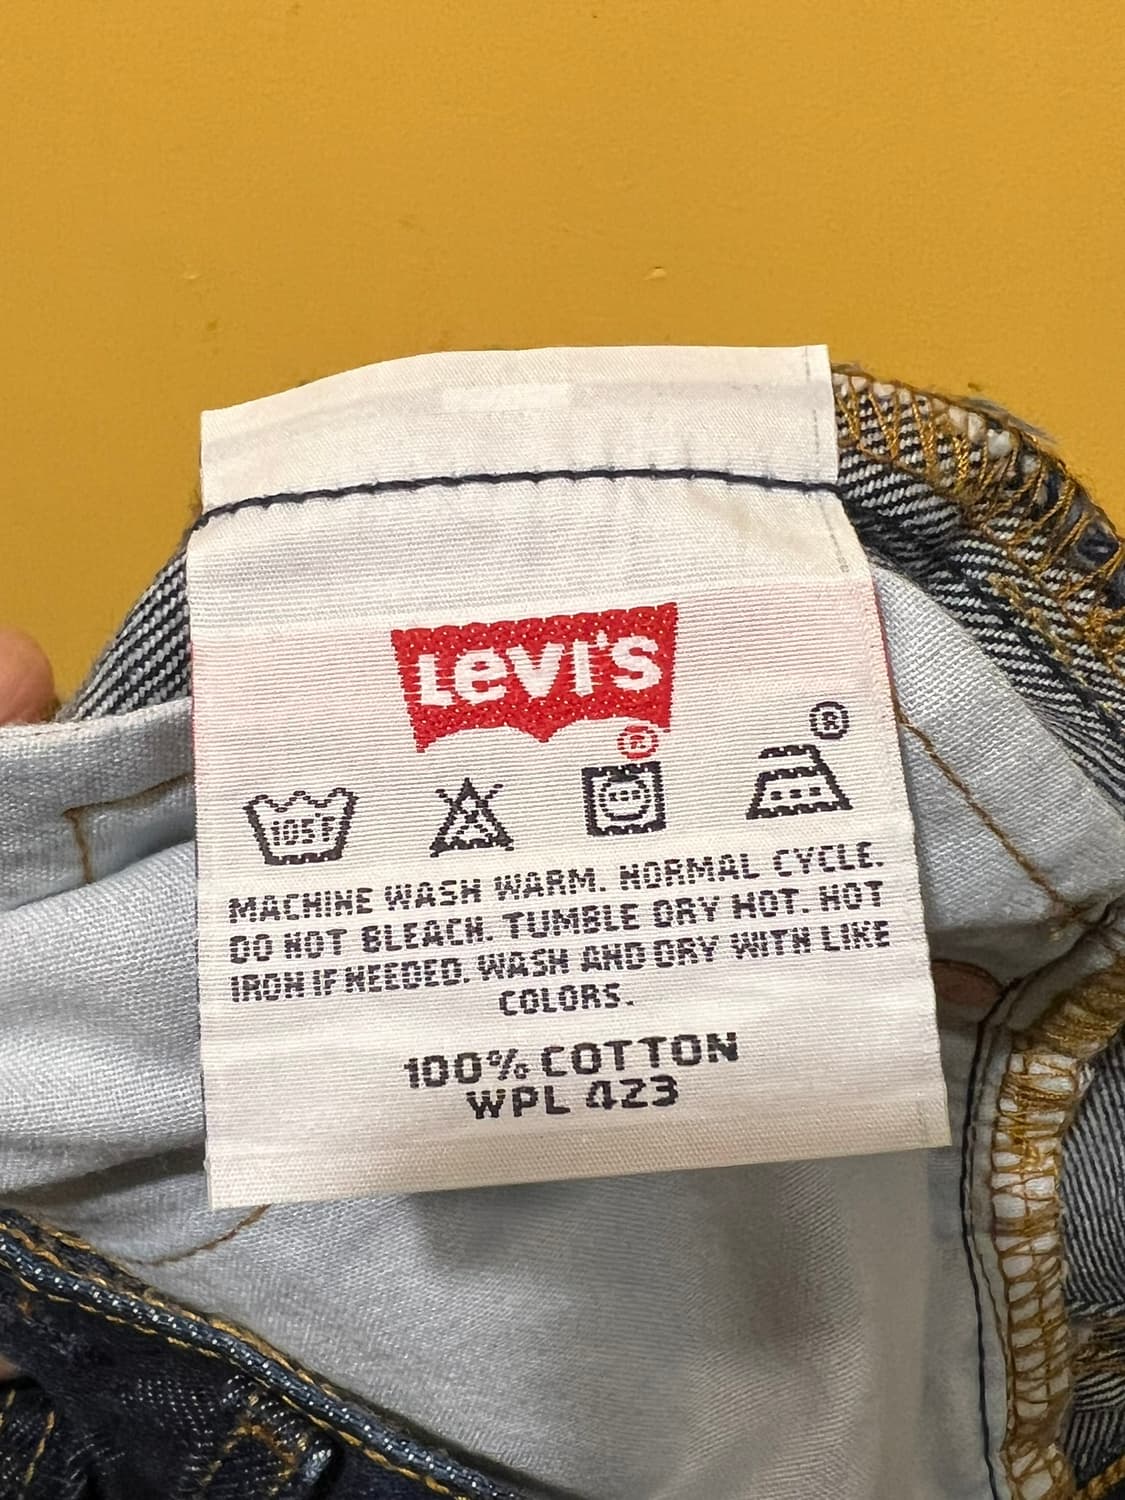 LEVI'S
®
®
105F
MACHINE WASH WARM. NORMAL CYCLE.
DO NOT BLEACH. TUMBLE DRY HOT. HOT
IRON IF NEEDED. WASH AND DRY WITH LIKE
COLORS.
100% COTTON
WPL 423